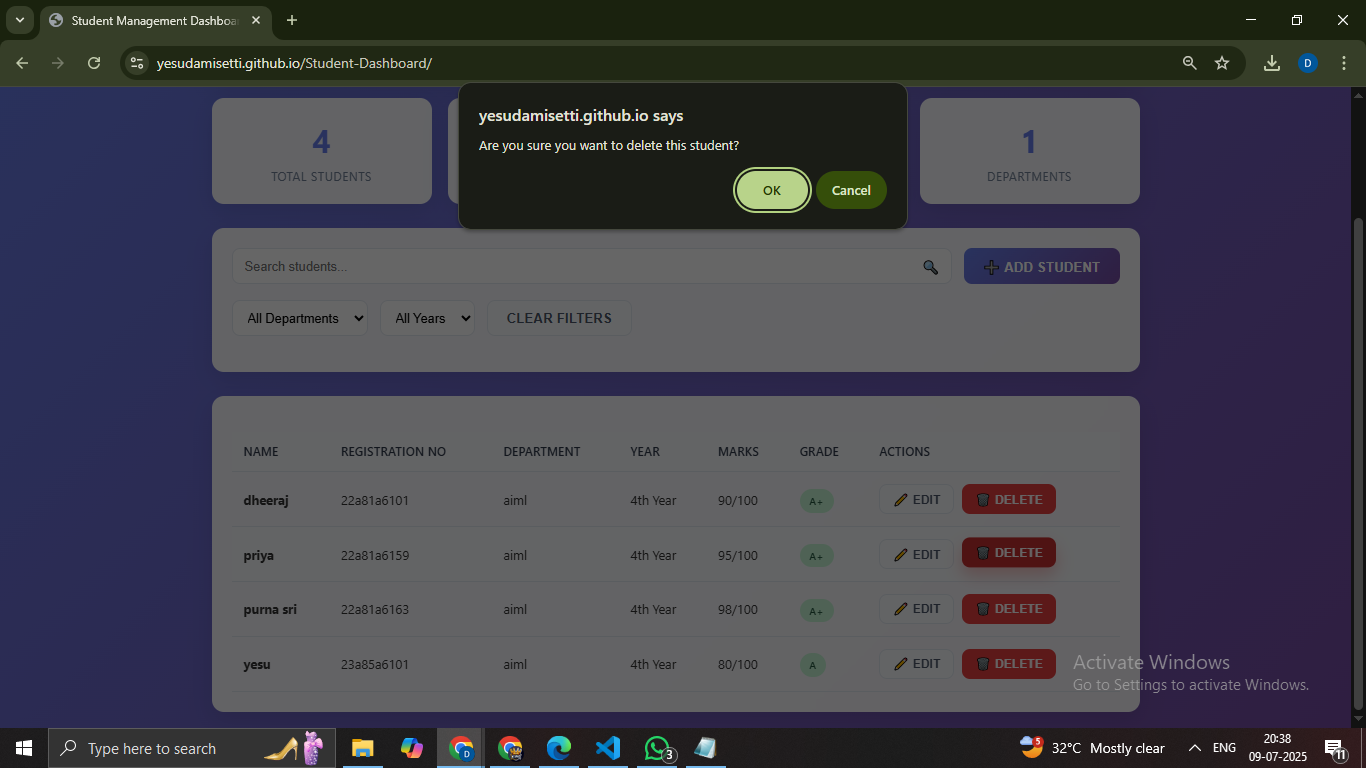 Student Management Dashboa
yesudamisetti.github.io/Student-Dashboard/
D
yesudamisetti.github.io says
Are you sure you want to delete this student?
OK
Cancel
4
TOTAL STUDENTS
1
DEPARTMENTS
Search students...
ADD STUDENT
All Departments
All Years
CLEAR FILTERS
NAME REGISTRATION NO DEPARTMENT YEAR MARKS GRADE ACTIONS
dheeraj 22a81a6101 aiml 4th Year 90/100 A+ EDIT DELETE
priya 22a81a6159 aiml 4th Year 95/100 A+ EDIT DELETE
purna sri 22a81a6163 aiml 4th Year 98/100 A+ EDIT DELETE
yesu 23a85a6101 aiml 4th Year 80/100 A EDIT DELETE
Activate Windows
Go to Settings to activate Windows.
Type here to search
D
3
5
32°C Mostly clear
ENG
20:38
09-07-2025
11